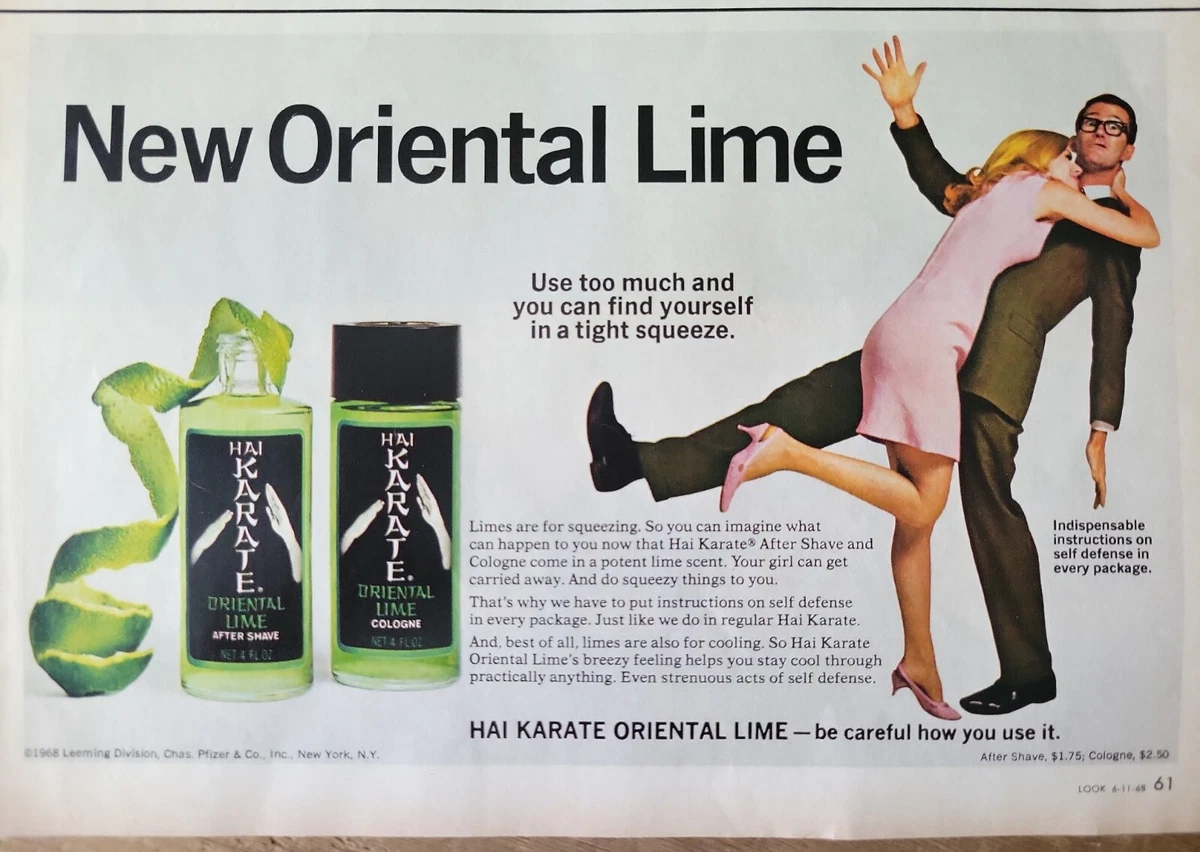 New Oriental Lime
Use too much and
you can find yourself
in a tight squeeze.
HAI
KARATE.
ORIENTAL
LIME
AFTER SHAVE
NET 4 FL OZ
HAI
KARATE.
ORIENTAL
LIME
COLOGNE
NET 4 FL OZ
Limes are for squeezing. So you can imagine what
can happen to you now that Hai Karate® After Shave and
Cologne come in a potent lime scent. Your girl can get
carried away. And do squeezy things to you.
That's why we have to put instructions on self defense
in every package. Just like we do in regular Hai Karate.
And, best of all, limes are also for cooling. So Hai Karate
Oriental Lime's breezy feeling helps you stay cool through
practically anything. Even strenuous acts of self defense.
Indispensable
instructions on
self defense in
every package.
HAI KARATE ORIENTAL LIME — be careful how you use it.
©1968 Leeming Division, Chas. Pfizer & Co., Inc., New York, N.Y.
After Shave, $1.75; Cologne, $2.50
LOOK 6-11-68 61